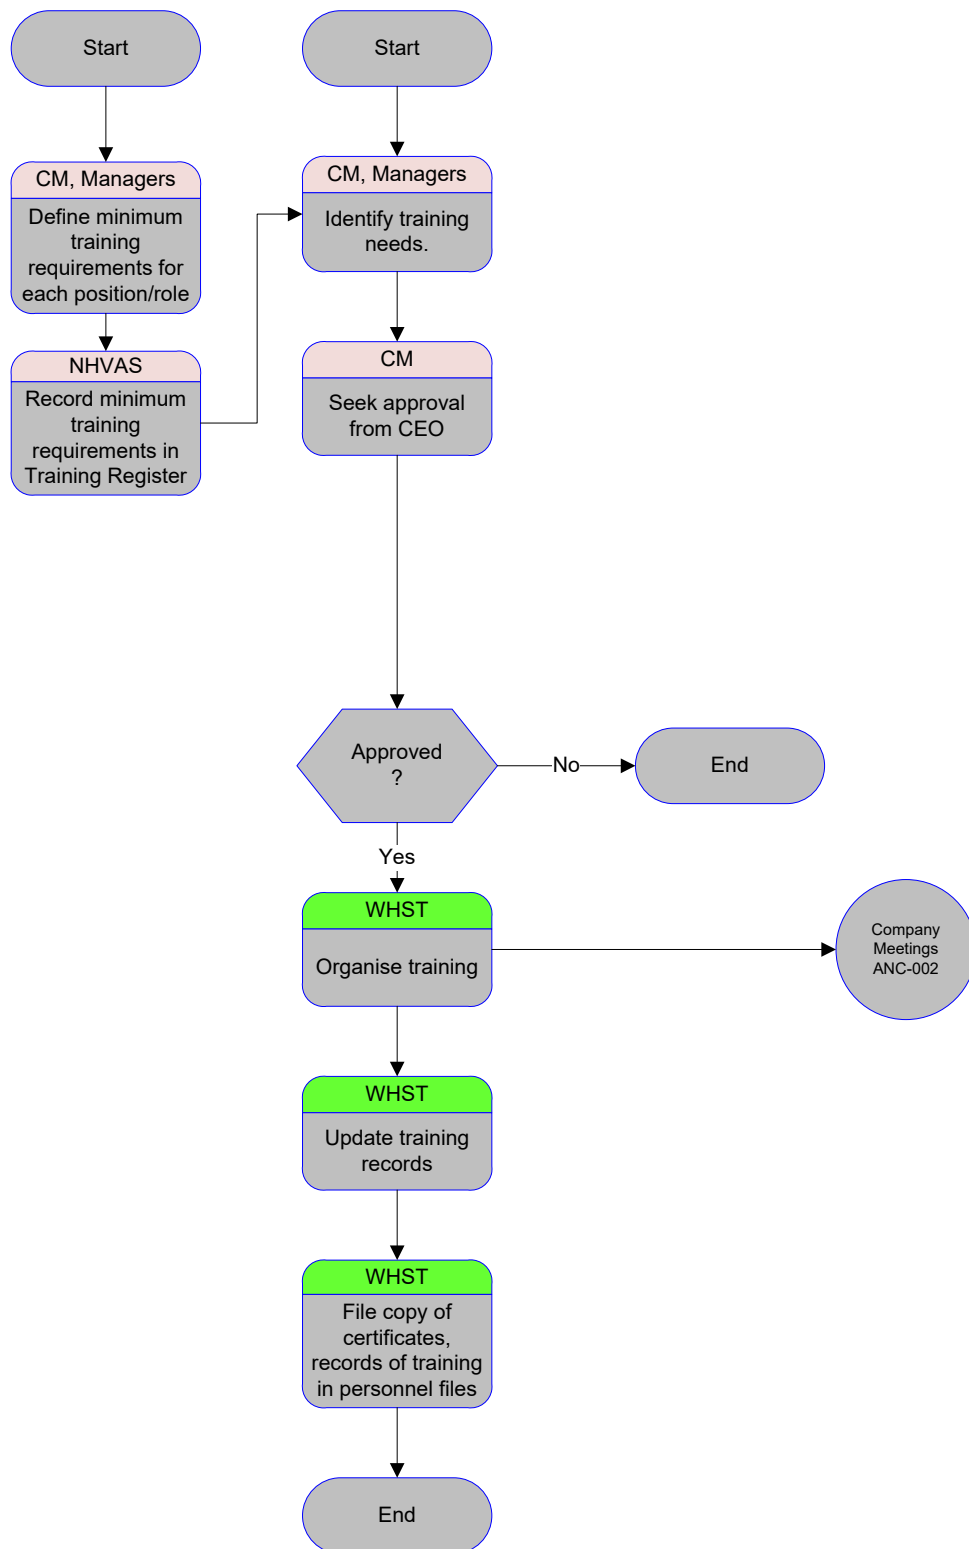 Start
Start
CM, Managers
Define minimum
training
requirements for
each position/role
NHVAS
Record minimum
training
requirements in
Training Register
CM, Managers
Identify training
needs.
CM
Seek approval
from CEO
Approved
?
No
End
Yes
WHST
Organise training
Company
Meetings
ANC-002
WHST
Update training
records
WHST
File copy of
certificates,
records of training
in personnel files
End